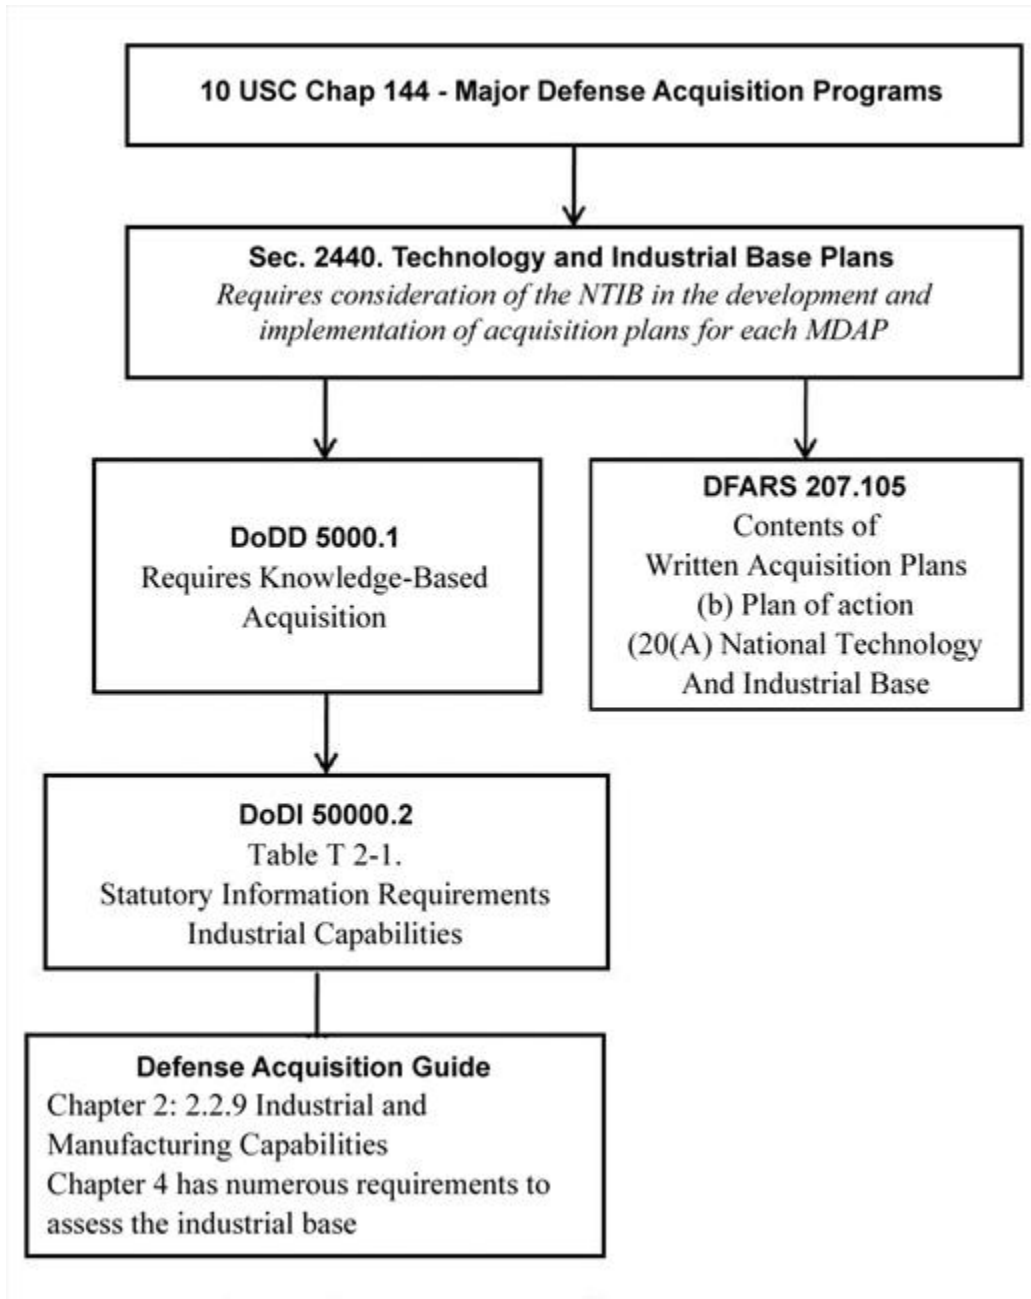 10 USC Chap 144 - Major Defense Acquisition Programs
Sec. 2440. Technology and Industrial Base Plans
Requires consideration of the NTIB in the development and
implementation of acquisition plans for each MDAP
DoDD 5000.1
Requires Knowledge-Based
Acquisition
DFARS 207.105
Contents of
Written Acquisition Plans
(b) Plan of action
(20(A) National Technology
And Industrial Base
DoDI 50000.2
Table T 2-1.
Statutory Information Requirements
Industrial Capabilities
Defense Acquisition Guide
Chapter 2: 2.2.9 Industrial and
Manufacturing Capabilities
Chapter 4 has numerous requirements to
assess the industrial base